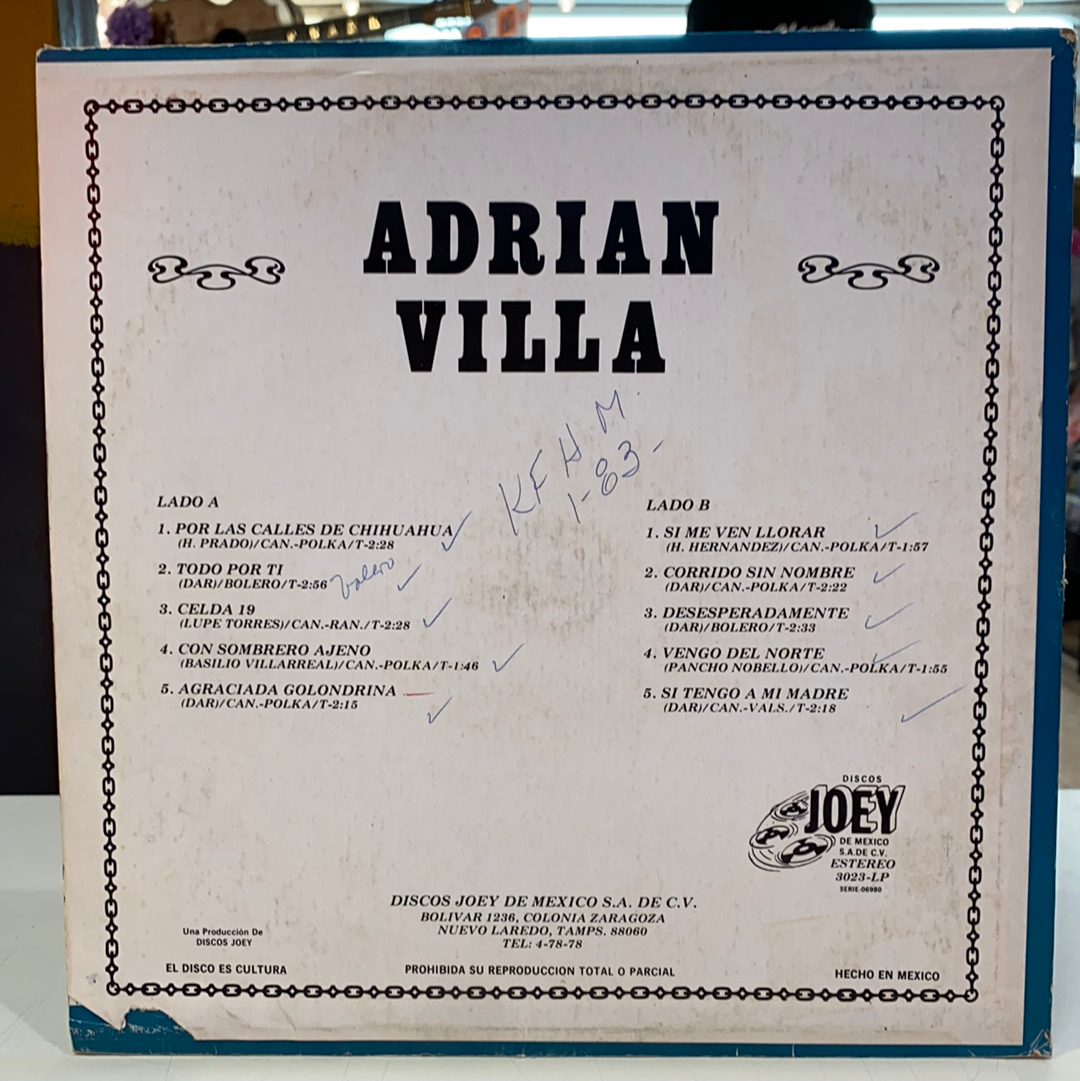 ADRIAN
VILLA
KFHM
1-83-
LADO A
1. POR LAS CALLES DE CHIHUAHUA
(H. PRADO)/CAN.-POLKA/T-2:28
2. TODO POR TI
(DAR)/BOLERO/T-2:56 bolero
3. CELDA 19
(LUPE TORRES)/CAN.-RAN./T-2:28
4. CON SOMBRERO AJENO
(BASILIO VILLARREAL)/CAN.-POLKA/T-1:46
5. AGRACIADA GOLONDRINA
(DAR)/CAN.-POLKA/T-2:15
LADO B
1. SI ME VEN LLORAR
(H. HERNANDEZ)/CAN.-POLKA/T-1:57
2. CORRIDO SIN NOMBRE
(DAR)/CAN.-POLKA/T-2:22
3. DESESPERADAMENTE
(DAR)/BOLERO/T-2:33
4. VENGO DEL NORTE
(PANCHO NOBELLO)/CAN.-POLKA/T-1:55
5. SI TENGO A MI MADRE
(DAR)/CAN.-VALS./T-2:18
DISCOS
JOEY
DE MEXICO
S.A.DE C.V.
ESTEREO
3023-LP
SERIE-06980
DISCOS JOEY DE MEXICO S.A. DE C.V.
BOLIVAR 1236, COLONIA ZARAGOZA
NUEVO LAREDO, TAMPS. 88060
TEL: 4-78-78
Una Producción De
DISCOS JOEY
EL DISCO ES CULTURA
PROHIBIDA SU REPRODUCCION TOTAL O PARCIAL
HECHO EN MEXICO